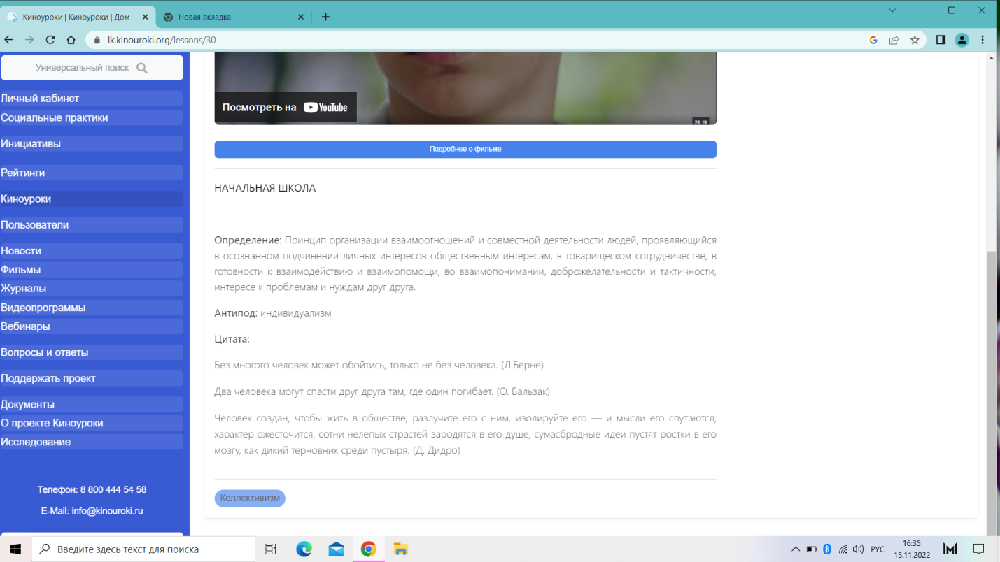 Киноуроки | Киноуроки | Дом
Новая вкладка
lk.kinouroki.org/lessons/30
Универсальный поиск
Личный кабинет
Социальные практики
Инициативы
Рейтинги
Киноуроки
Пользователи
Новости
Фильмы
Журналы
Видеопрограммы
Вебинары
Вопросы и ответы
Поддержать проект
Документы
О проекте Киноуроки
Исследование
Телефон: 8 800 444 54 58
E-Mail: info@kinouroki.ru
Посмотреть на YouTube
26:19
Подробнее о фильме
НАЧАЛЬНАЯ ШКОЛА
Определение: Принцип организации взаимоотношений и совместной деятельности людей, проявляющийся
в осознанном подчинении личных интересов общественным интересам, в товарищеском сотрудничестве, в
готовности к взаимодействию и взаимопомощи, во взаимопонимании, доброжелательности и тактичности,
интересе к проблемам и нуждам друг друга.
Антипод: индивидуализм
Цитата:
Без многого человек может обойтись, только не без человека. (Л.Берне)
Два человека могут спасти друг друга там, где один погибает. (О. Бальзак)
Человек создан, чтобы жить в обществе; разлучите его с ним, изолируйте его — и мысли его спутаются,
характер ожесточится, сотни нелепых страстей зародятся в его душе, сумасбродные идеи пустят ростки в его
мозгу, как дикий терновник среди пустыря. (Д. Дидро)
Коллективизм
Введите здесь текст для поиска
РУС
16:35
15.11.2022